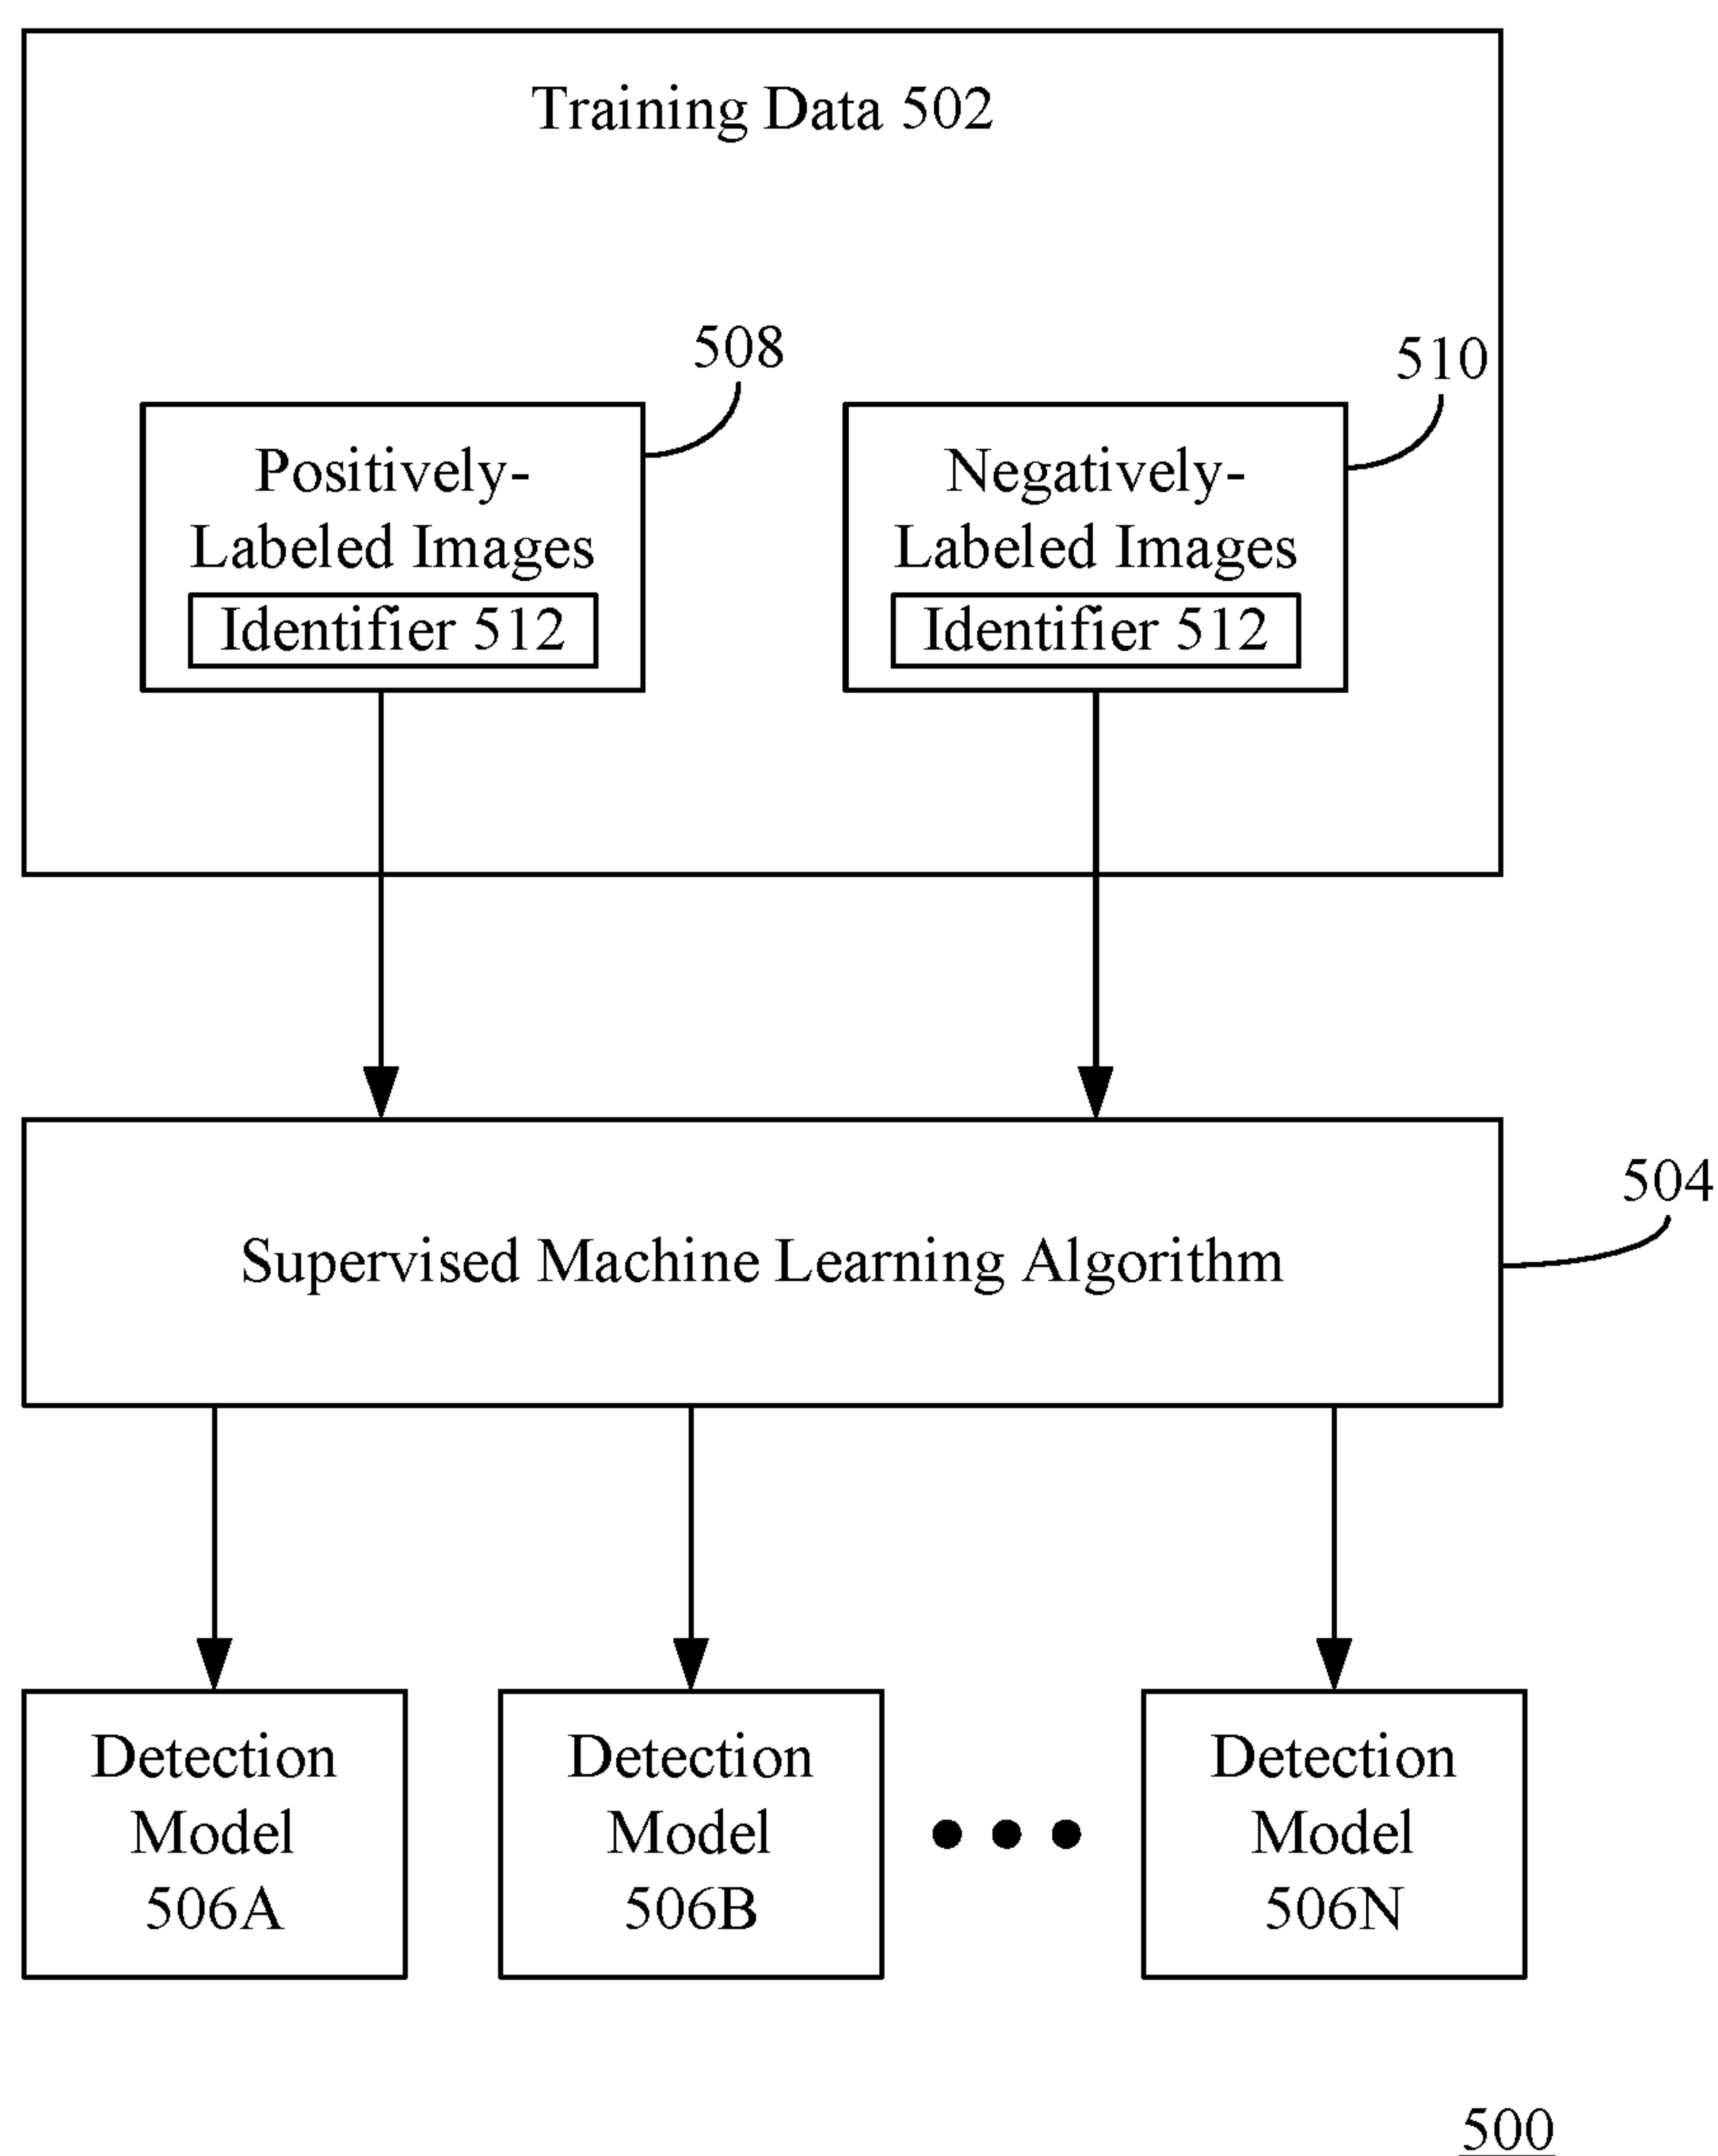 Training Data 502
508
510
Positively-
Labeled Images
Identifier 512
Negatively-
Labeled Images
Identifier 512
504
Supervised Machine Learning Algorithm
Detection
Model
506A
Detection
Model
506B
Detection
Model
506N
500